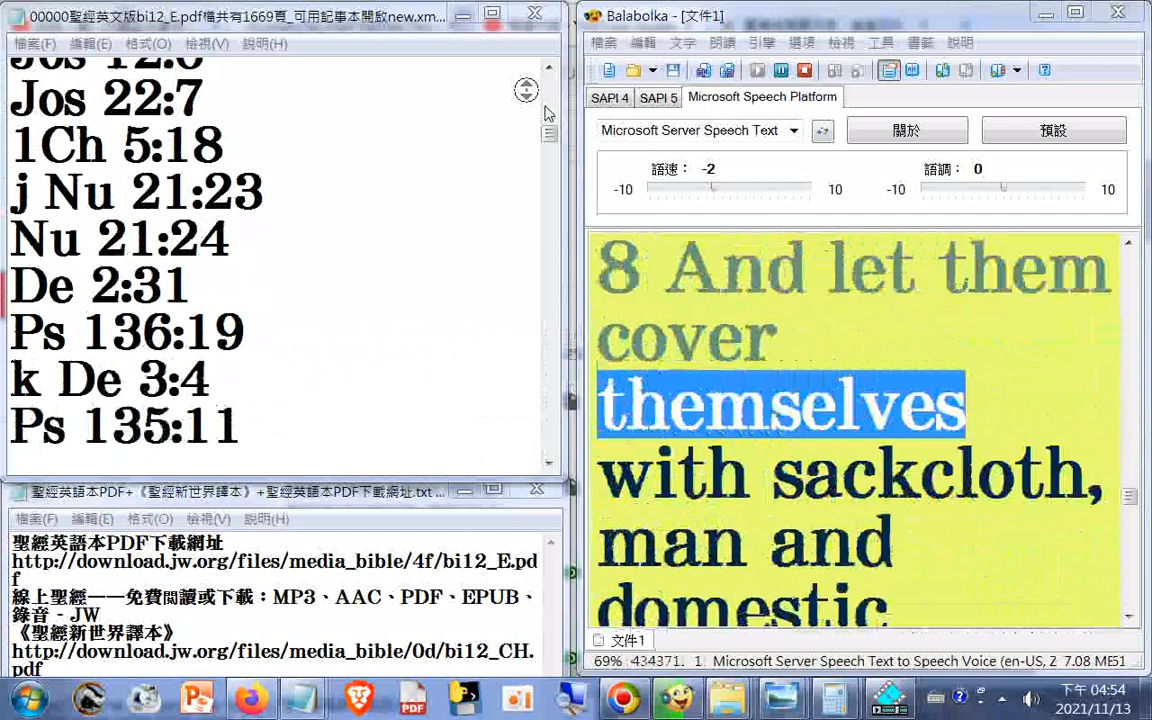 00000聖經英文版bi12_E.pdf檔共有1669頁_可用記事本開啟new.xm...
檔案(F) 編輯(E) 格式(O) 檢視(V) 說明(H)
Jos 12:6
Jos 22:7
1Ch 5:18
j Nu 21:23
Nu 21:24
De 2:31
Ps 136:19
k De 3:4
Ps 135:11
聖經英語本PDF+《聖經新世界譯本》+聖經英語本PDF下載網址.txt ...
檔案(F) 編輯(E) 格式(O) 檢視(V) 說明(H)
聖經英語本PDF下載網址
http://download.jw.org/files/media_bible/4f/bi12_E.pd
f
線上聖經——免費閱讀或下載：MP3、AAC、PDF、EPUB、
錄音 - JW
《聖經新世界譯本》
http://download.jw.org/files/media_bible/0d/bi12_CH.
pdf
Balabolka - [文件1]
檔案 編輯 文字 朗讀 引擎 選項 檢視 工具 書籤 說明
SAPI 4 SAPI 5 Microsoft Speech Platform
Microsoft Server Speech Text 關於 預設
語速： -2 語調： 0
-10 10 -10 10
8 And let them
cover
themselves
with sackcloth,
man and
domestic
文件1
69% 434371. 1 Microsoft Server Speech Text to Speech Voice (en-US, Z 7.08 ME51
下午 04:54
2021/11/13